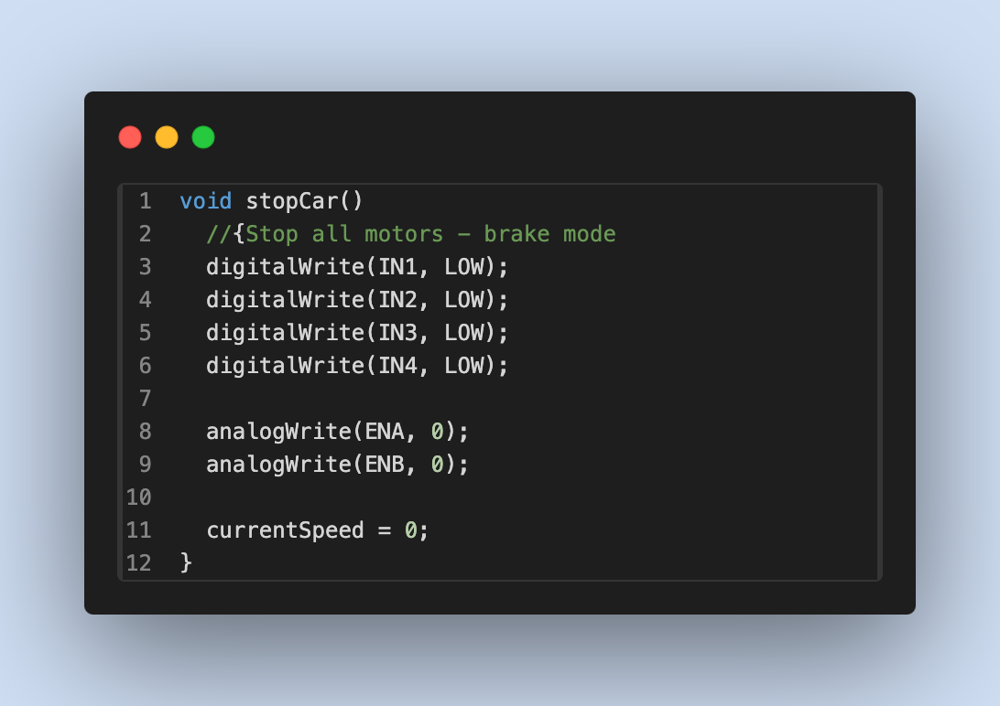 1 void stopCar()
2 //{Stop all motors – brake mode
3 digitalWrite(IN1, LOW);
4 digitalWrite(IN2, LOW);
5 digitalWrite(IN3, LOW);
6 digitalWrite(IN4, LOW);
7
8 analogWrite(ENA, 0);
9 analogWrite(ENB, 0);
10
11 currentSpeed = 0;
12 }